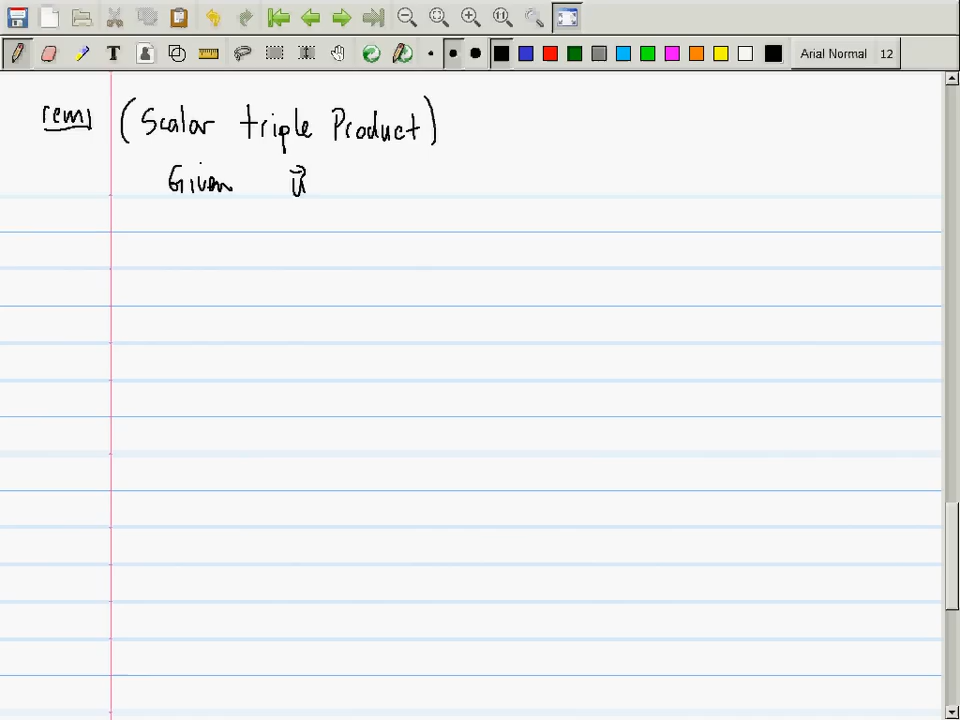 Arial Normal 12
rem) (Scalar triple Product)
Given u⃗